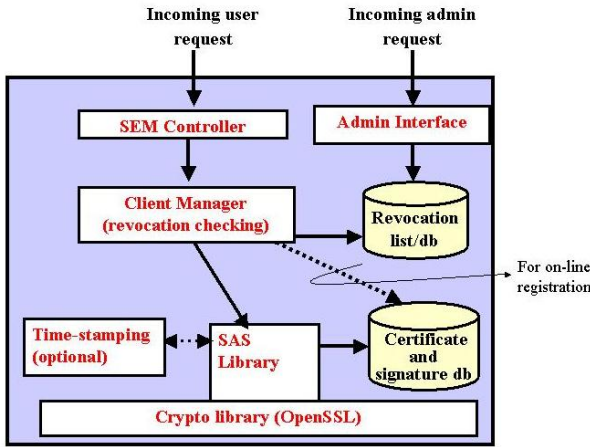 Incoming user
request
Incoming admin
request
SEM Controller
Admin Interface
Client Manager
(revocation checking)
Revocation
list/db
For on-line
registration
Time-stamping
(optional)
SAS
Library
Certificate
and
signature db
Crypto library (OpenSSL)